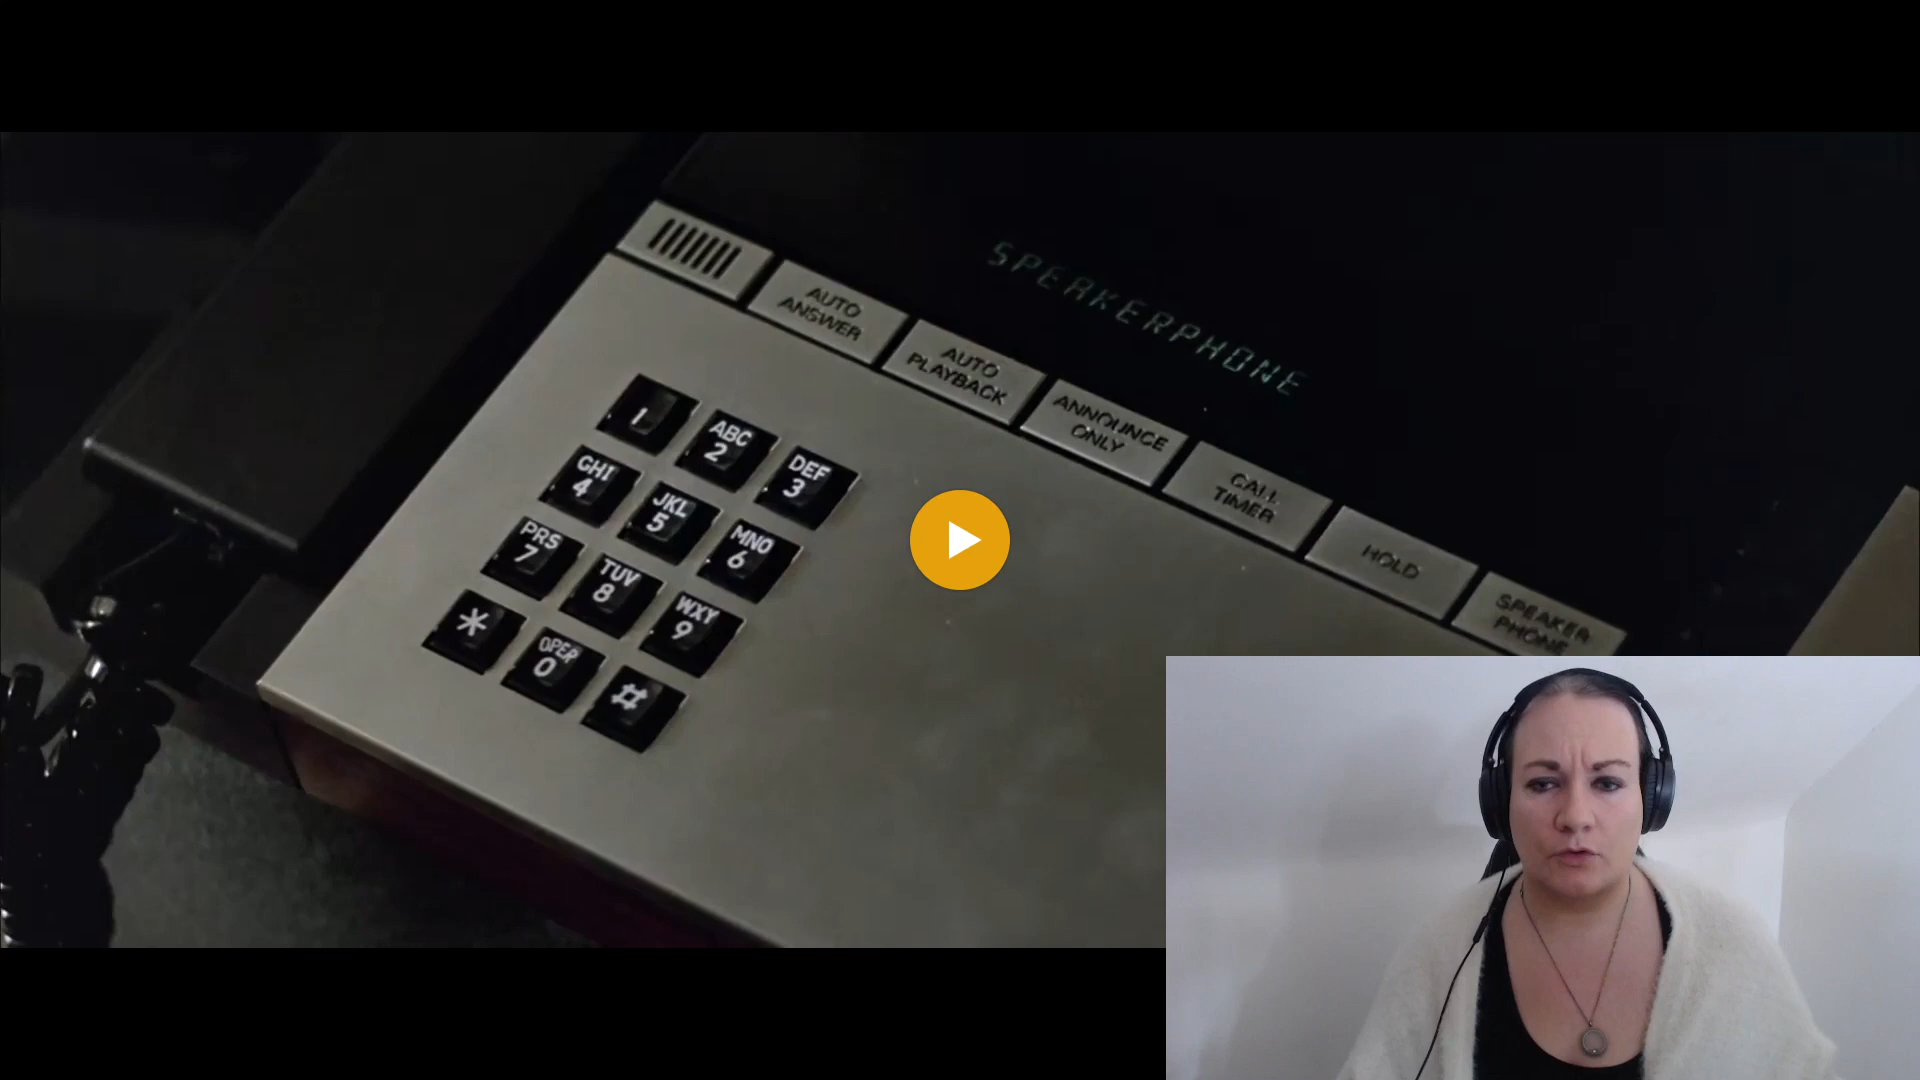 SPEAKERPHONE
AUTO
ANSWER
AUTO
PLAYBACK
ANNOUNCE
ONLY
CALL
TIMER
HOLD
SPEAKER
PHONE
1
ABC
2
DEF
3
GHI
4
JKL
5
MNO
6
PRS
7
TUV
8
WXY
9
*
OPER
0
#